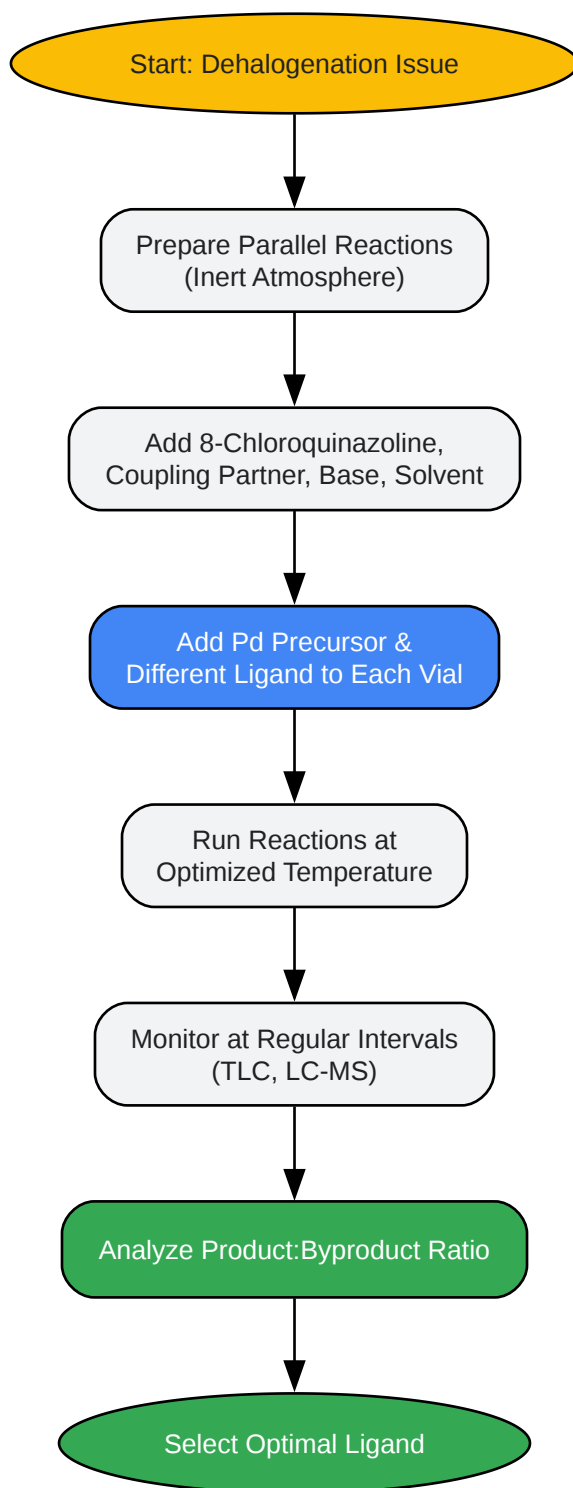 Start: Dehalogenation Issue
Prepare Parallel Reactions
(Inert Atmosphere)
Add 8-Chloroquinazoline,
Coupling Partner, Base, Solvent
Add Pd Precursor &
Different Ligand to Each Vial
Run Reactions at
Optimized Temperature
Monitor at Regular Intervals
(TLC, LC-MS)
Analyze Product:Byproduct Ratio
Select Optimal Ligand